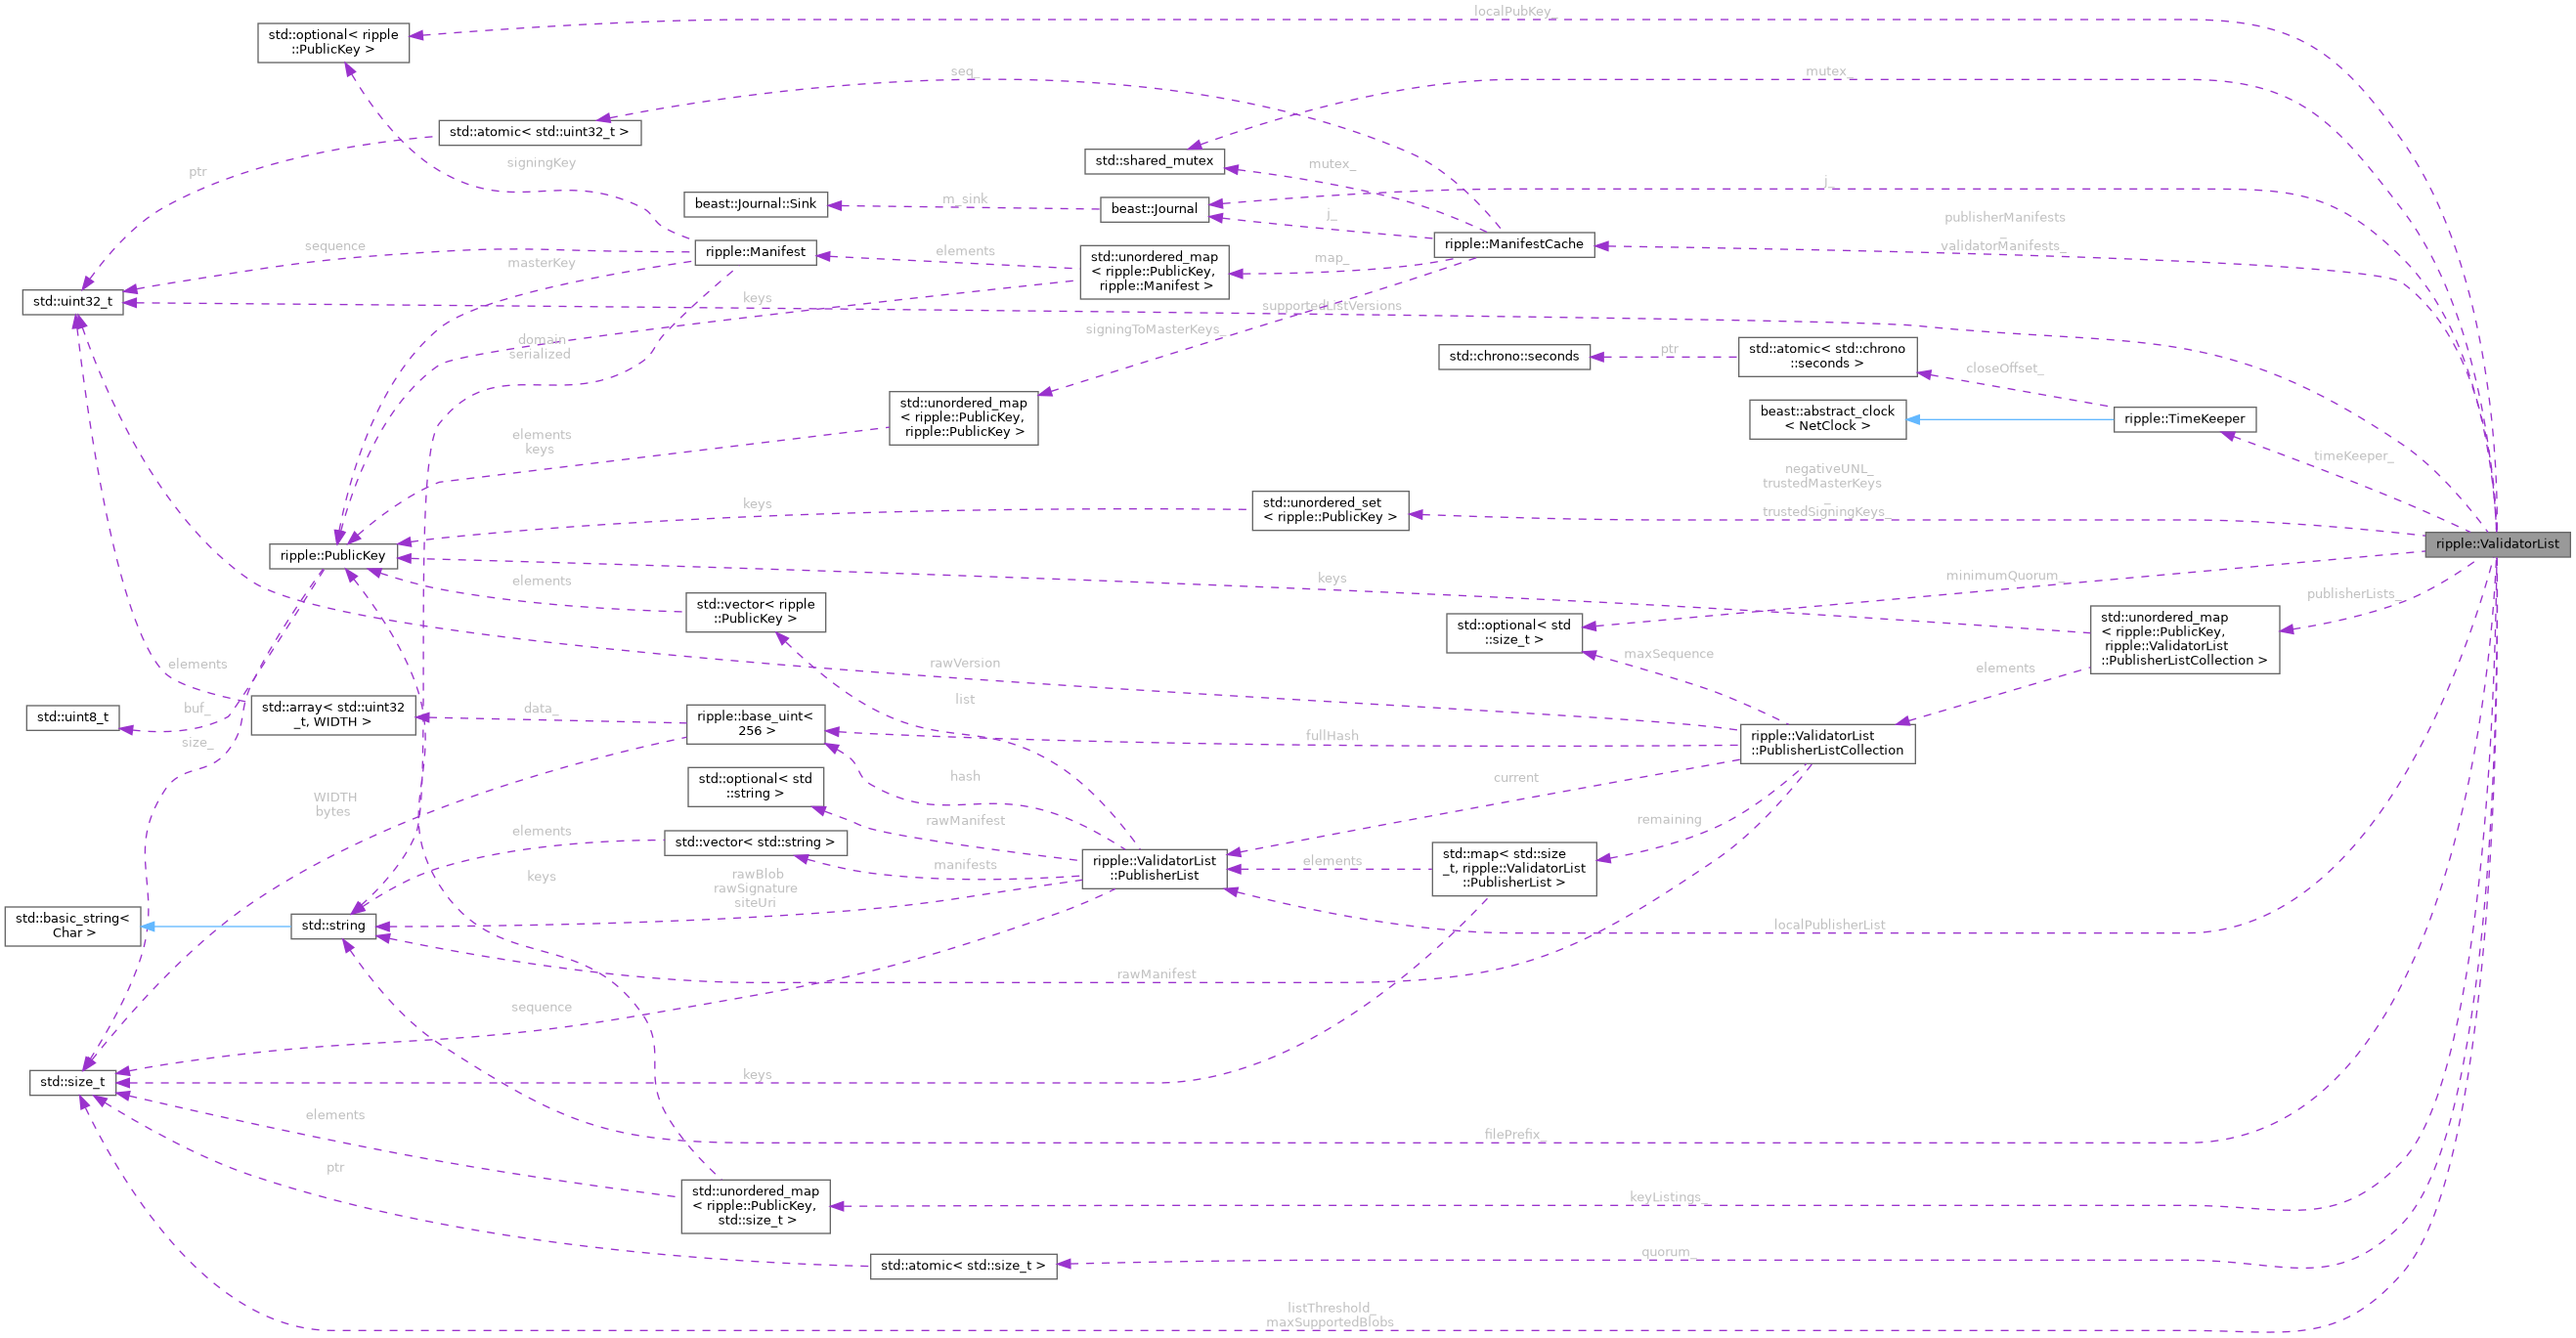 localPubKey_
std::optional< ripple
::PublicKey >
seq_
mutex_
std::atomic< std::uint32_t >
signingKey
std::shared_mutex
mutex_
ptr
j_
beast::Journal::Sink
m_sink
beast::Journal
j_
publisherManifests
_
validatorManifests_
ripple::ManifestCache
sequence
ripple::Manifest
elements
std::unordered_map
< ripple::PublicKey,
ripple::Manifest >
map_
masterKey
std::uint32_t
keys
supportedListVersions
signingToMasterKeys_
domain
serialized
std::chrono::seconds
ptr
std::atomic< std::chrono
::seconds >
closeOffset_
std::unordered_map
< ripple::PublicKey,
ripple::PublicKey >
beast::abstract_clock
< NetClock >
ripple::TimeKeeper
elements
keys
timeKeeper_
negativeUNL_
trustedMasterKeys
_
trustedSigningKeys_
keys
std::unordered_set
< ripple::PublicKey >
ripple::ValidatorList
ripple::PublicKey
elements
keys
minimumQuorum_
publisherLists_
std::vector< ripple
::PublicKey >
std::optional< std
::size_t >
std::unordered_map
< ripple::PublicKey,
ripple::ValidatorList
::PublisherListCollection >
maxSequence
elements
rawVersion
elements
list
std::uint8_t
buf_
std::array< std::uint32
_t, WIDTH >
data_
ripple::base_uint<
256 >
fullHash
ripple::ValidatorList
::PublisherListCollection
size_
hash
current
std::optional< std
::string >
WIDTH
bytes
rawManifest
remaining
elements
std::vector< std::string >
manifests
ripple::ValidatorList
::PublisherList
elements
std::map< std::size
_t, ripple::ValidatorList
::PublisherList >
keys
rawBlob
rawSignature
siteUri
std::basic_string<
Char >
std::string
localPublisherList
rawManifest
sequence
std::size_t
keys
elements
filePrefix_
ptr
std::unordered_map
< ripple::PublicKey,
std::size_t >
keyListings_
quorum_
std::atomic< std::size_t >
listThreshold_
maxSupportedBlobs